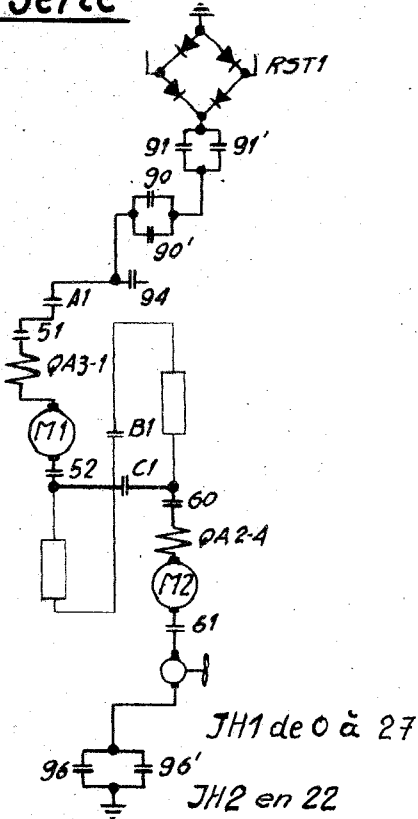 Série
RST1
91
91'
90
90'
94
A1
51
QA3-1
M1
B1
52
C1
60
QA2-4
M2
61
JH1 de 0 à 27
96
96'
JH2 en 22